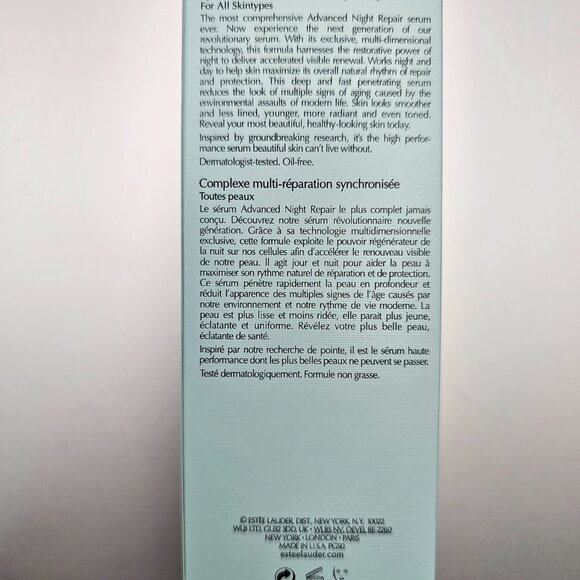 For All Skintypes
The most comprehensive Advanced Night Repair serum
ever. Now experience the next generation of our
revolutionary serum. With its exclusive, multi-dimensional
technology, this formula harnesses the restorative power of
night to deliver accelerated visible renewal. Works night and
day to help skin maximize its overall natural rhythm of repair
and protection. This deep and fast penetrating serum
reduces the look of multiple signs of aging caused by the
environmental assaults of modern life. Skin looks smoother
and less lined, younger, more radiant and even toned.
Reveal your most beautiful, healthy-looking skin today.
Inspired by groundbreaking research, it's the high perfor-
mance serum beautiful skin can't live without.
Dermatologist-tested. Oil-free.
Complexe multi-réparation synchronisée
Toutes peaux
Le sérum Advanced Night Repair le plus complet jamais
conçu. Découvrez notre sérum révolutionnaire nouvelle
génération. Grâce à sa technologie multidimensionnelle
exclusive, cette formule exploite le pouvoir régénérateur de
la nuit sur nos cellules afin d'accélérer le renouveau visible
de notre peau. Il agit jour et nuit pour aider la peau à
maximiser son rythme naturel de réparation et de protection.
Ce sérum pénètre rapidement la peau en profondeur et
réduit l'apparence des multiples signes de l'âge causés par
notre environnement et notre rythme de vie moderne. La
peau est plus lisse et moins ridée, elle paraît plus jeune,
éclatante et uniforme. Révélez votre plus belle peau,
éclatante de santé.
Inspiré par notre recherche de pointe, il est le sérum haute
performance dont les plus belles peaux ne peuvent se passer.
Testé dermatologiquement. Formule non grasse.
© ESTÉE LAUDER, DIST., NEW YORK, N.Y. 10022
WLB LTD, GU32 3DD, UK • WLBS NV, OEVEL BE-2260
NEW YORK • LONDON • PARIS
MADE IN U.S.A. PG50
esteelauder.com